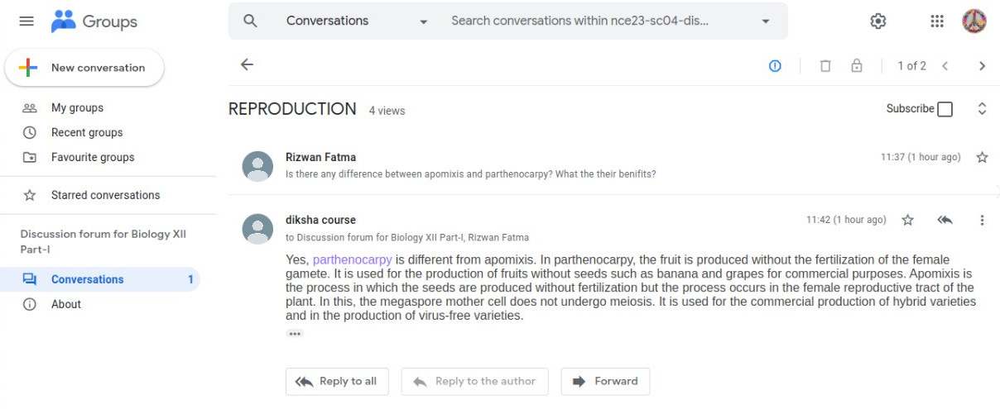 Groups
Conversations
Search conversations within nce23-sc04-dis...
New conversation
1 of 2
My groups
Recent groups
Favourite groups
Starred conversations
Discussion forum for Biology XII
Part-I
Conversations 1
About
REPRODUCTION 4 views
Subscribe
Rizwan Fatma
11:37 (1 hour ago)
Is there any difference between apomixis and parthenocarpy? What the their benifits?
diksha course
11:42 (1 hour ago)
to Discussion forum for Biology XII Part-I, Rizwan Fatma
Yes, parthenocarpy is different from apomixis. In parthenocarpy, the fruit is produced without the fertilization of the female
gamete. It is used for the production of fruits without seeds such as banana and grapes for commercial purposes. Apomixis is
the process in which the seeds are produced without fertilization but the process occurs in the female reproductive tract of the
plant. In this, the megaspore mother cell does not undergo meiosis. It is used for the commercial production of hybrid varieties
and in the production of virus-free varieties.
Reply to all
Reply to the author
Forward